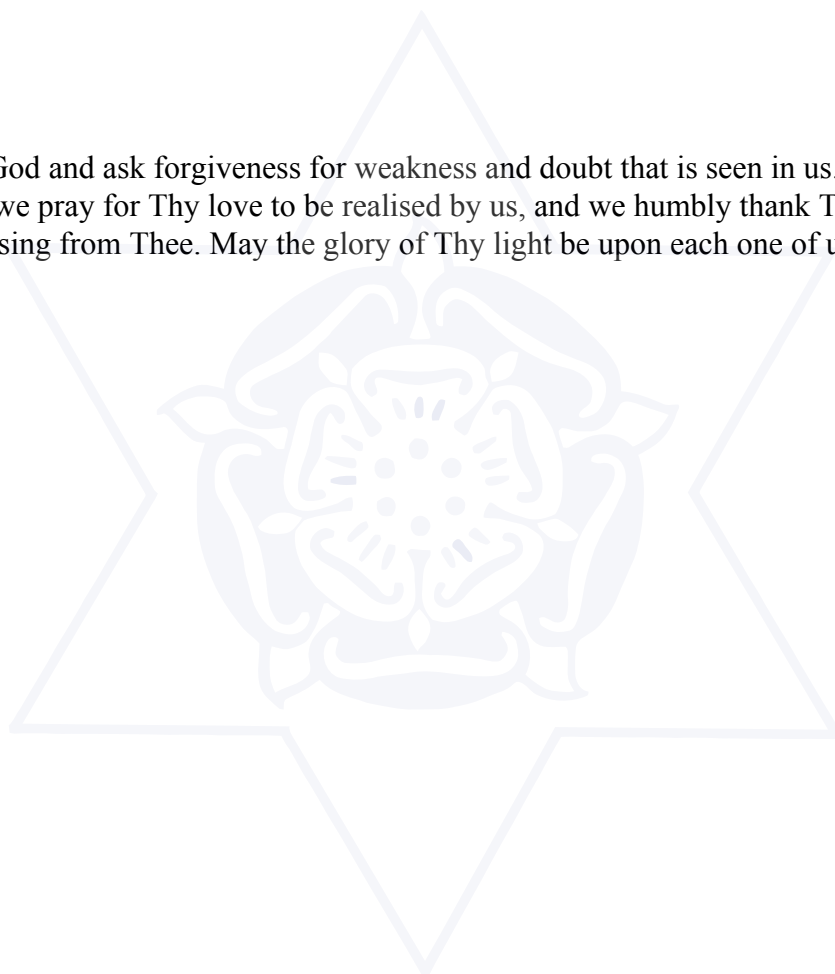 God and ask forgiveness for weakness and doubt that is seen in us.
we pray for Thy love to be realised by us, and we humbly thank
from Thee. May the glory of Thy light be upon each one of